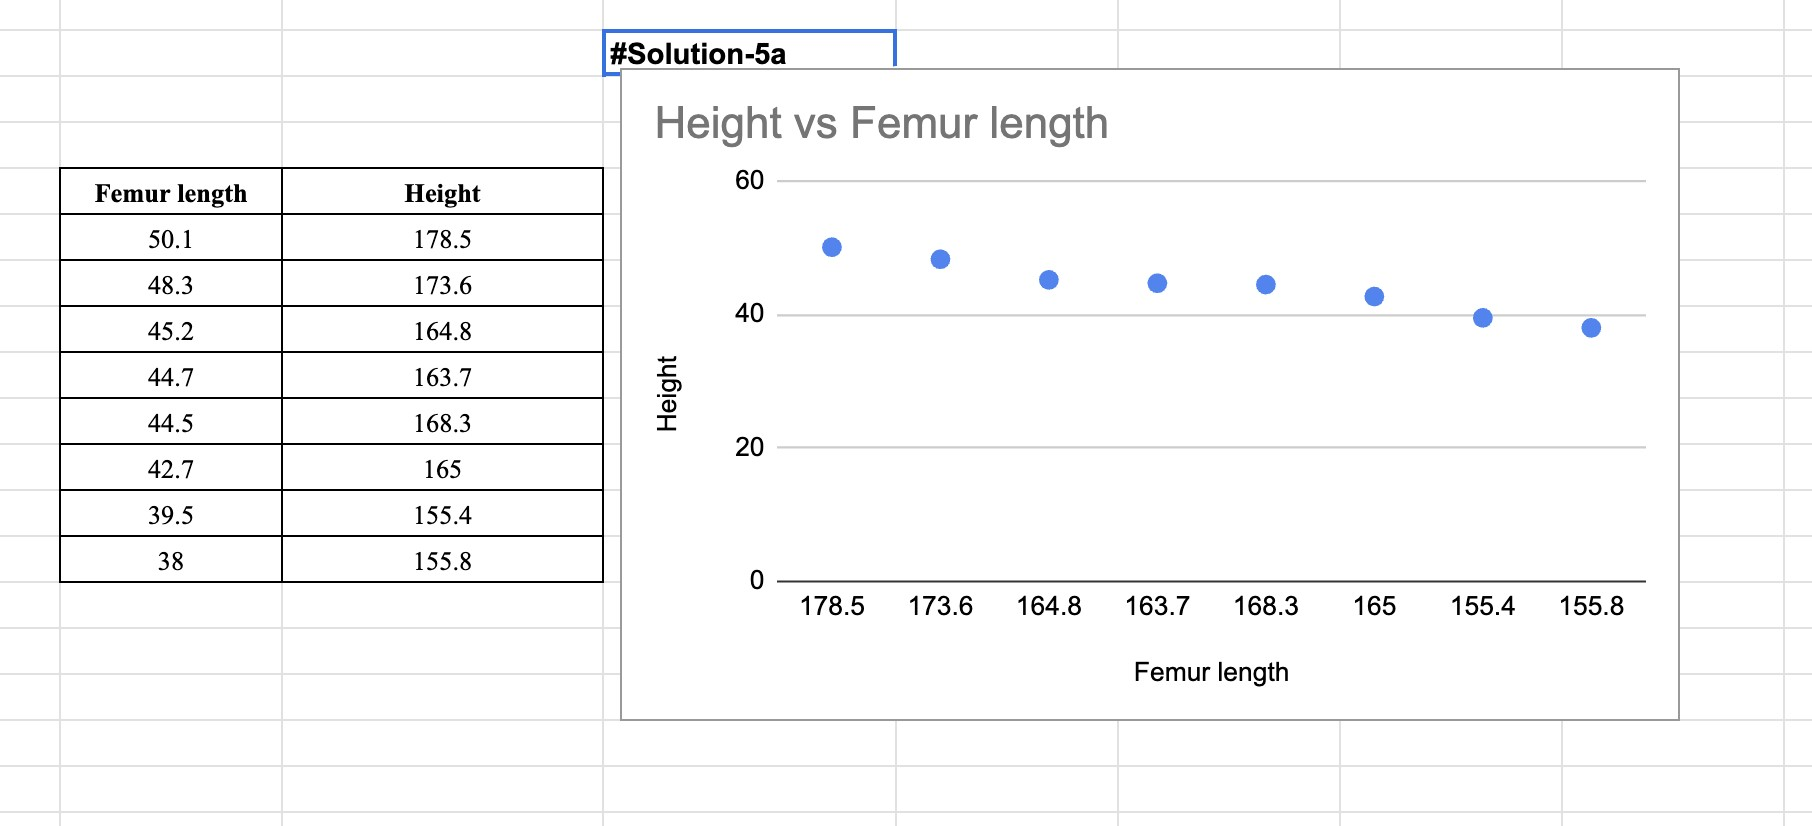 #Solution-5a
Femur length Height
50.1 178.5
48.3 173.6
45.2 164.8
44.7 163.7
44.5 168.3
42.7 165
39.5 155.4
38 155.8
Height vs Femur length
60
40
20
0
Height
178.5 173.6 164.8 163.7 168.3 165 155.4 155.8
Femur length